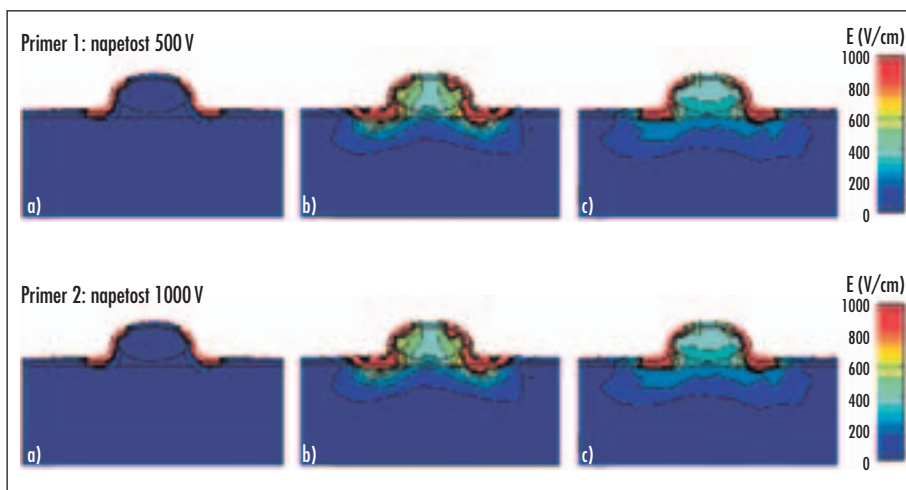 Primer 1: napetost 500 V
E (V/cm)
1000
800
600
400
200
0
a)
b)
c)
Primer 2: napetost 1000 V
E (V/cm)
1000
800
600
400
200
0
a)
b)
c)